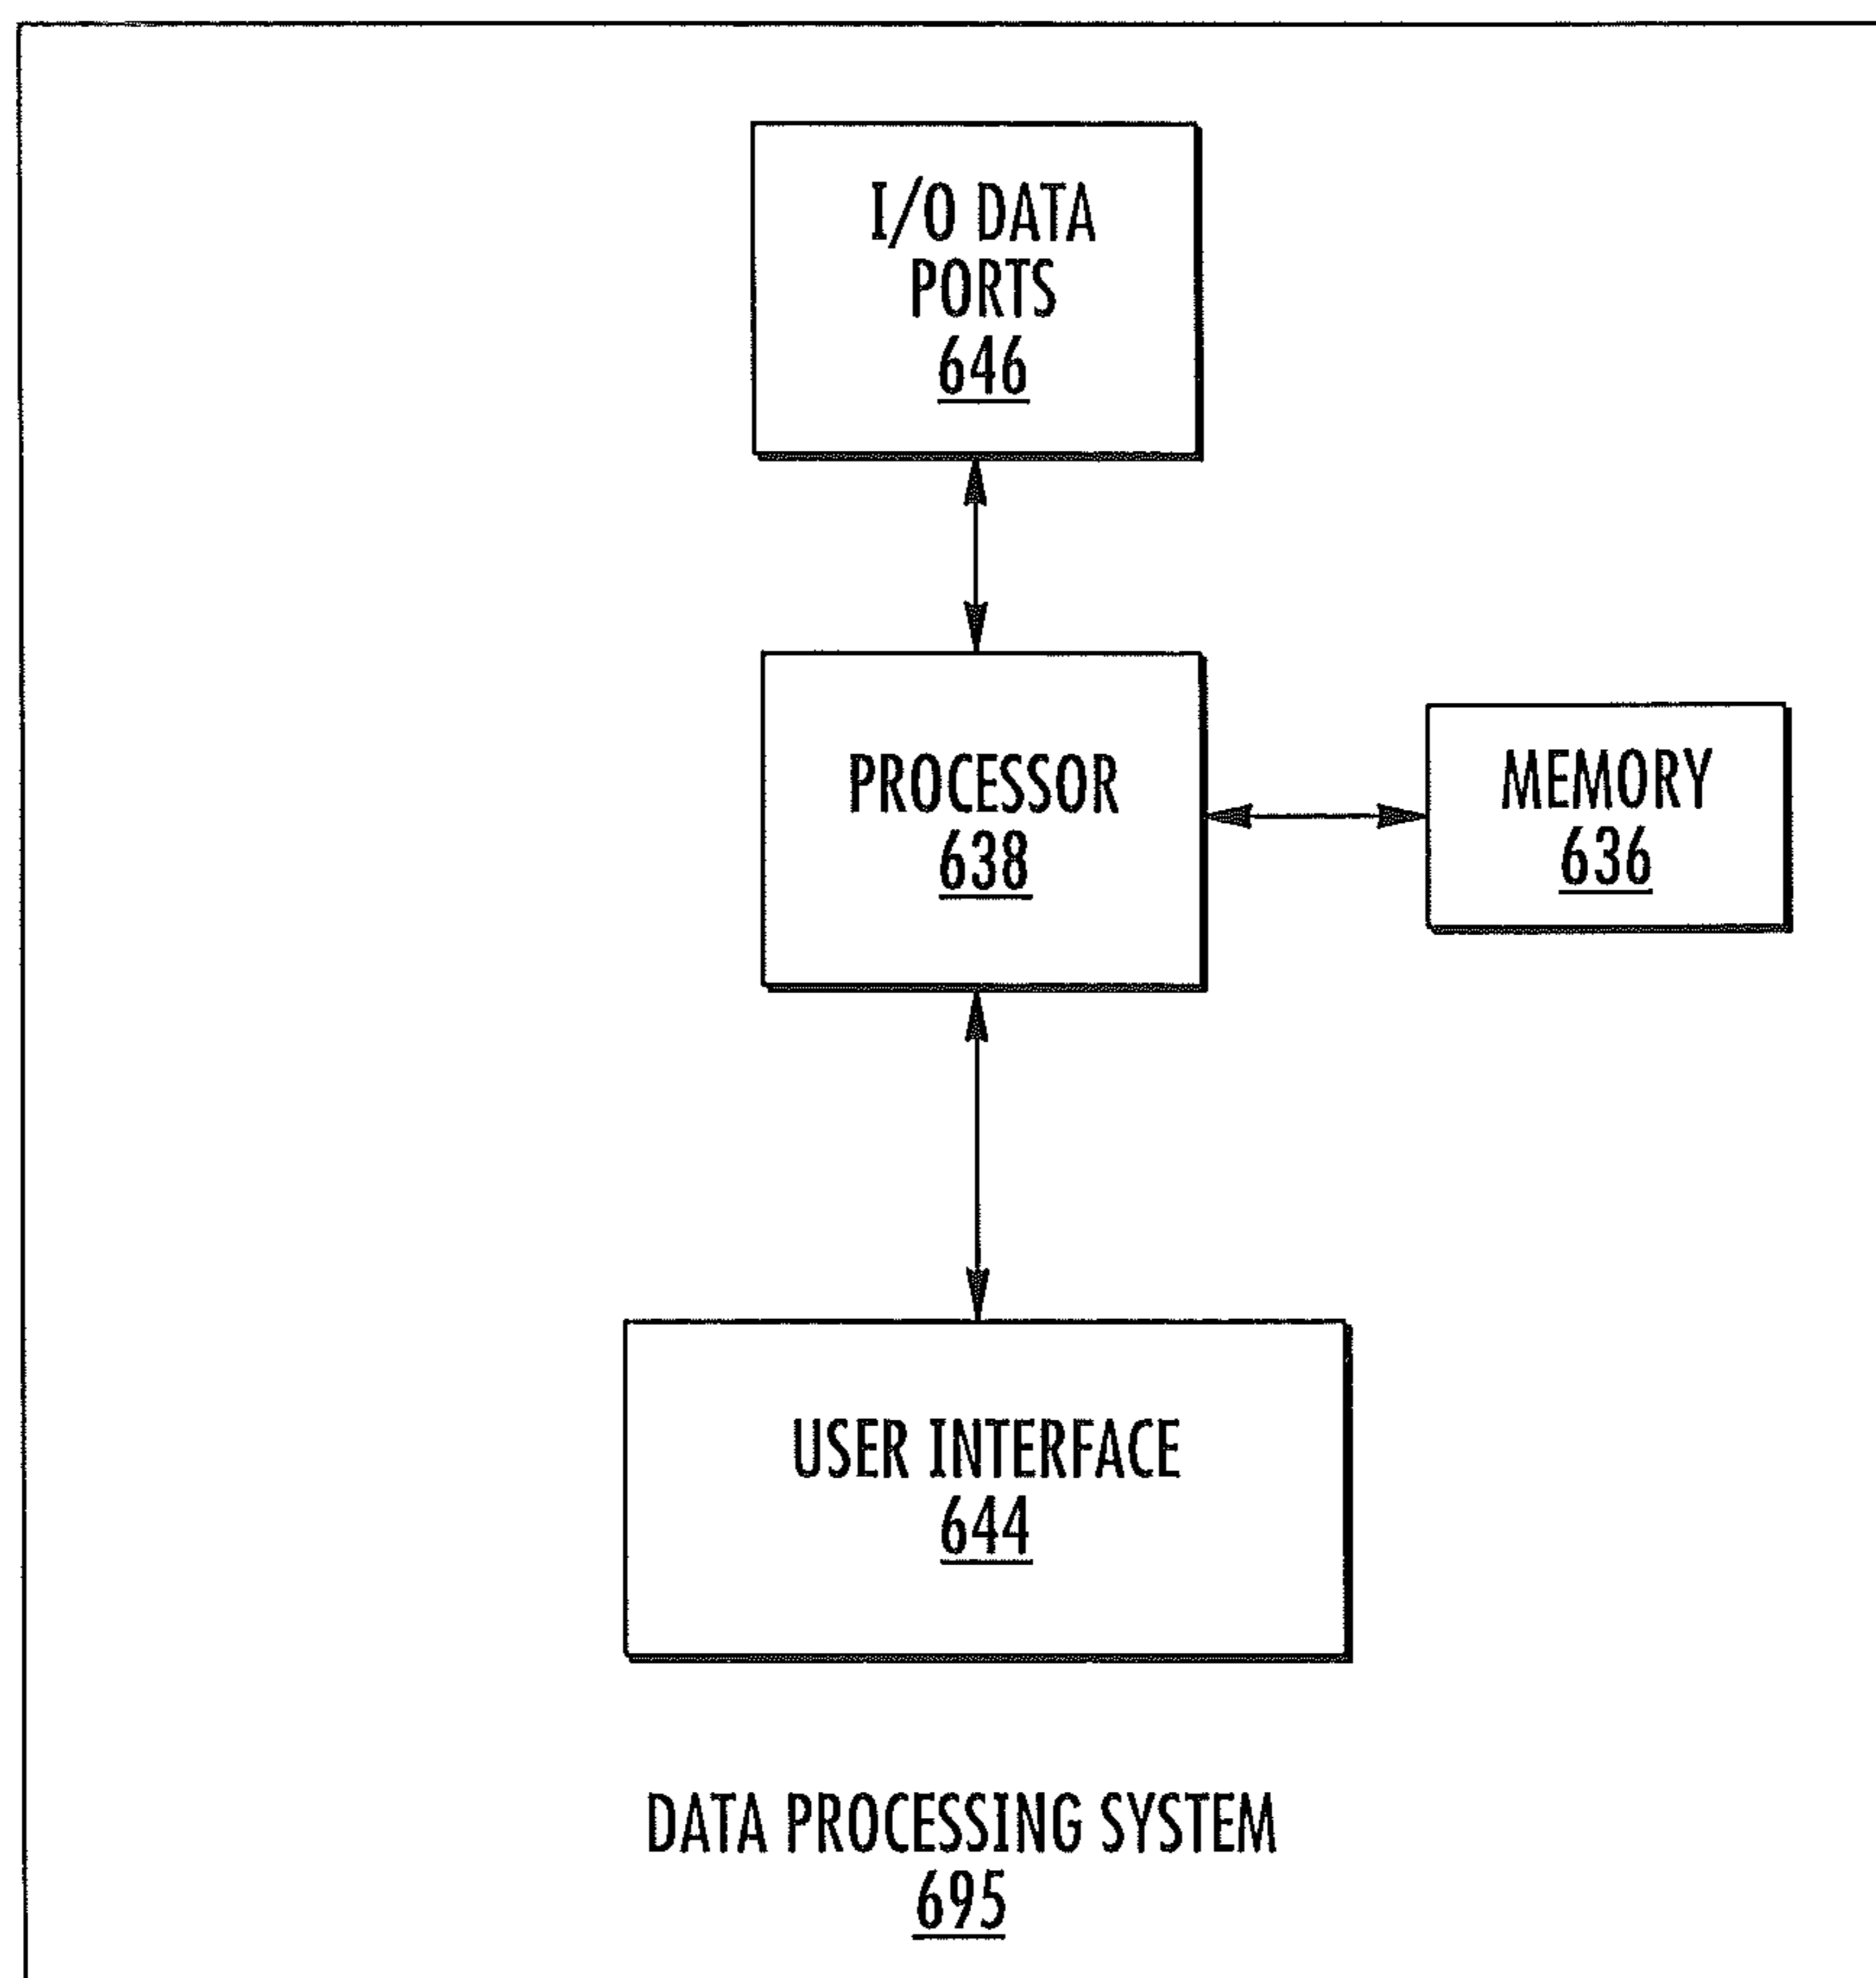 I/O DATA
PORTS
646
PROCESSOR
638
MEMORY
636
USER INTERFACE
644
DATA PROCESSING SYSTEM
695